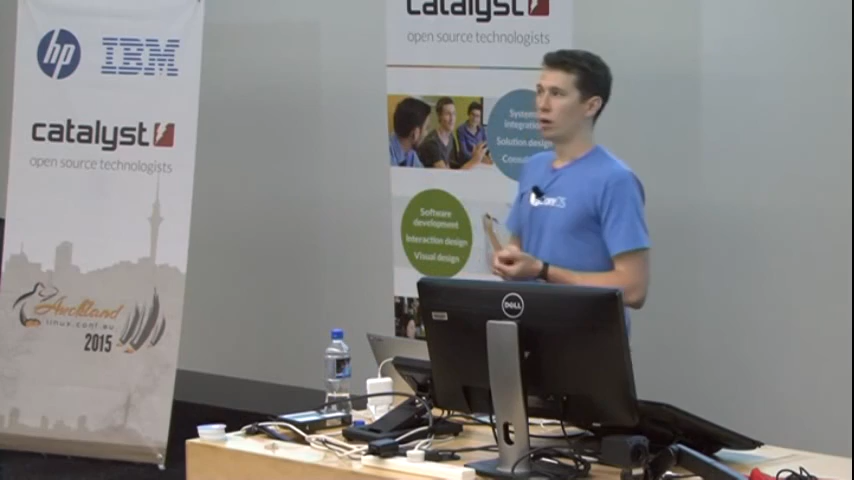 hp
IBM
catalyst
open source technologists
Auckland
linux.conf.au
2015
catalyst
open source technologists
Systems
integration
Solution design
Software
development
Interaction design
Visual design
DELL